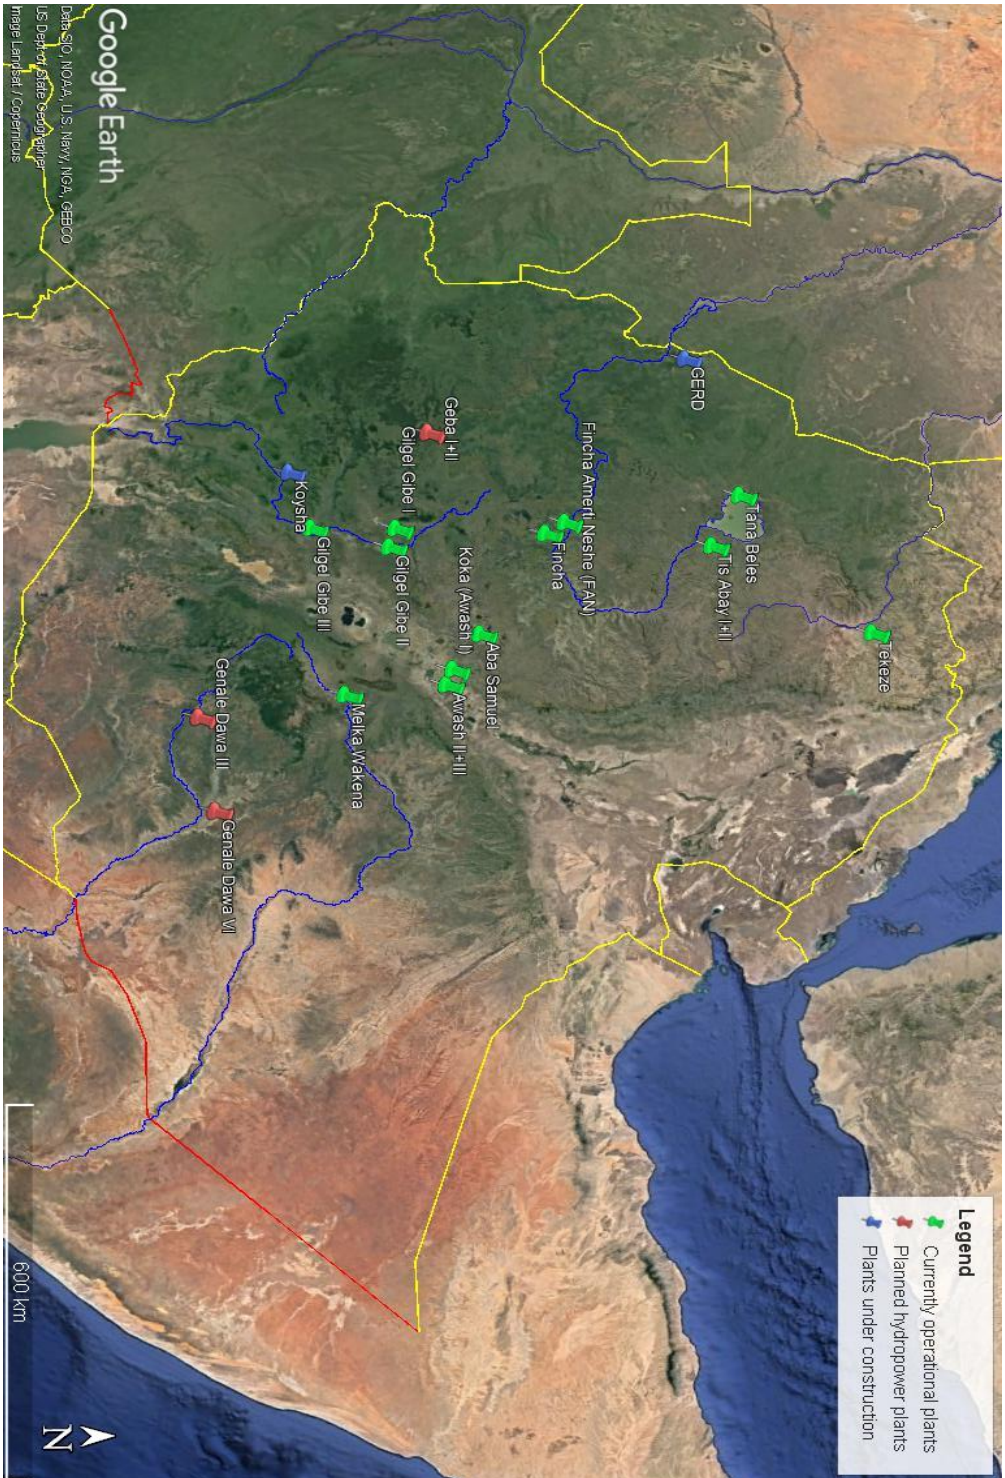 Legend
Currently operational plants
Planned hydropower plants
Plants under construction
Tekeze
Tana Beles
Tis Abay I+II
GERD
Fincha Amerti Neshe (FAN)
Fincha
Aba Samuel
Koka (Awash I)
Awash II+III
Geba I+II
Gilgel Gibe I
Gilgel Gibe II
Gilgel Gibe III
Koysha
Melka Wakena
Genale Dawa III
Genale Dawa VI
Google Earth
Data SIO, NOAA, U.S. Navy, NGA, GEBCO
US Dept of State Geographer
Image Landsat / Copernicus
600 km
N